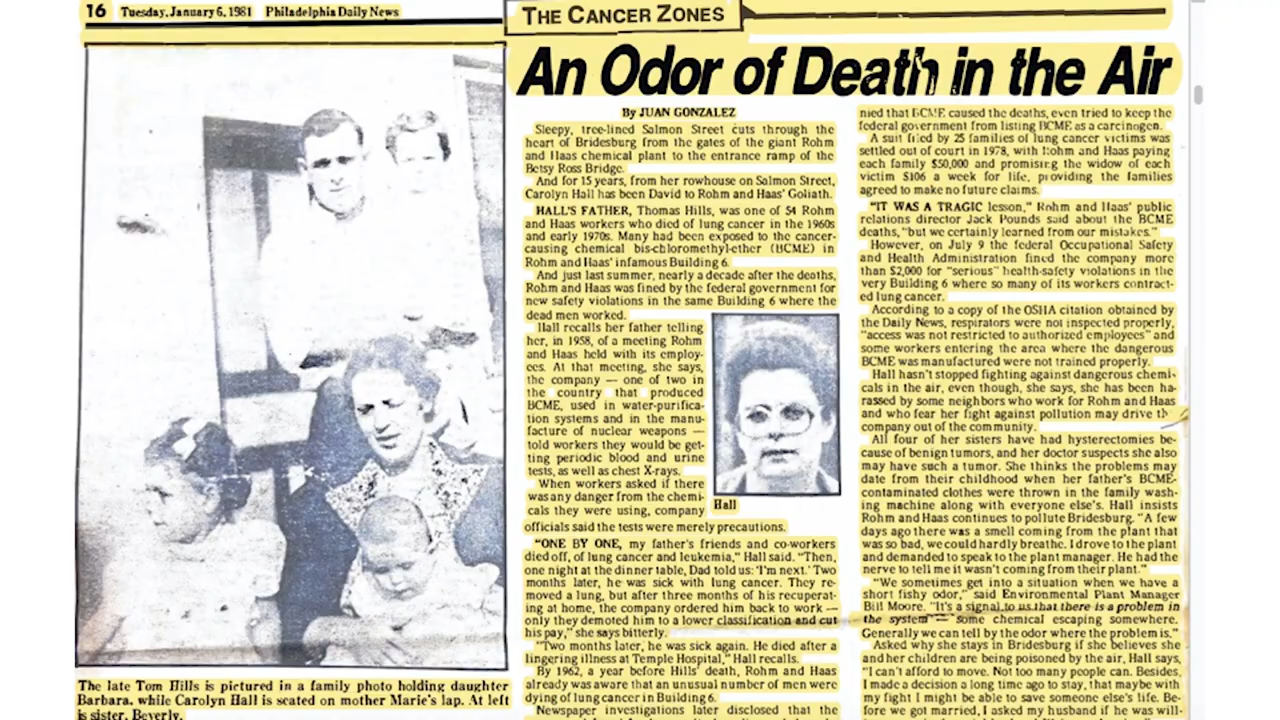 16 Tuesday, January 6, 1981 Philadelphia Daily News
THE CANCER ZONES
An Odor of Death in the Air
By JUAN GONZALEZ
Sleepy, tree-lined Salmon Street cuts through the
heart of Bridesburg from the gates of the giant Rohm
and Haas chemical plant to the entrance ramp of the
Betsy Ross Bridge.
And for 15 years, from her rowhouse on Salmon Street,
Carolyn Hall has been David to Rohm and Haas' Goliath.
HALL'S FATHER, Thomas Hills, was one of 54 Rohm
and Haas workers who died of lung cancer in the 1960s
and early 1970s. Many had been exposed to the cancer-
causing chemical bis-chloromethyl-ether (BCME) in
Rohm and Haas' infamous Building 6.
And just last summer, nearly a decade after the deaths,
Rohm and Haas was fined by the federal government for
new safety violations in the same Building 6 where the
dead men worked.
Hall recalls her father telling
her, in 1958, of a meeting Rohm
and Haas held with its employ-
ees. At that meeting, she says,
the company — one of two in
the country that produced
BCME, used in water-purifica-
tion systems and in the manu-
facture of nuclear weapons —
told workers they would be get-
ting periodic blood and urine
tests, as well as chest X-rays.
When workers asked if there
was any danger from the chemi-
cals they were using, company
officials said the tests were merely precautions.
"ONE BY ONE, my father's friends and co-workers
died off, of lung cancer and leukemia," Hall said. "Then,
one night at the dinner table, Dad told us: 'I'm next.' Two
months later, he was sick with lung cancer. They re-
moved a lung, but after three months of his recuperat-
ing at home, the company ordered him back to work —
only they demoted him to a lower classification and cut
his pay," she says bitterly.
"Two months later, he was sick again. He died after a
lingering illness at Temple Hospital," Hall recalls.
By 1962, a year before Hills' death, Rohm and Haas
already was aware that an unusual number of men were
dying of lung cancer in Building 6.
Newspaper investigations later disclosed that the
Hall
nied that BCME caused the deaths, even tried to keep the
federal government from listing BCME as a carcinogen.
A suit filed by 25 families of lung cancer victims was
settled out of court in 1978, with Rohm and Haas paying
each family $50,000 and promising the widow of each
victim $106 a week for life, providing the families
agreed to make no future claims.
"IT WAS A TRAGIC lesson," Rohm and Haas' public
relations director Jack Pounds said about the BCME
deaths, "but we certainly learned from our mistakes."
However, on July 9 the federal Occupational Safety
and Health Administration fined the company more
than $2,000 for "serious" health-safety violations in the
very Building 6 where so many of its workers contract-
ed lung cancer.
According to a copy of the OSHA citation obtained by
the Daily News, respirators were not inspected properly,
"access was not restricted to authorized employees" and
some workers entering the area where the dangerous
BCME was manufactured were not trained properly.
Hall hasn't stopped fighting against dangerous chemi-
cals in the air, even though, she says, she has been ha-
rassed by some neighbors who work for Rohm and Haas
and who fear her fight against pollution may drive th
company out of the community.
All four of her sisters have had hysterectomies be-
cause of benign tumors, and her doctor suspects she also
may have such a tumor. She thinks the problems may
date from their childhood when her father's BCME-
contaminated clothes were thrown in the family wash-
ing machine along with everyone else's. Hall insists
Rohm and Haas continues to pollute Bridesburg. "A few
days ago there was a smell coming from the plant that
was so bad, we could hardly breathe. I drove to the plant
and demanded to speak to the plant manager. He had the
nerve to tell me it wasn't coming from their plant."
"We sometimes get into a situation when we have a
short fishy odor," said Environmental Plant Manager
Bill Moore. "It's a signal to us that there is a problem in
the system — some chemical escaping somewhere.
Generally we can tell by the odor where the problem is."
Asked why she stays in Bridesburg if she believes she
and her children are being poisoned by the air, Hall says,
"I can't afford to move. Not too many people can. Besides,
I made a decision a long time ago to stay, that maybe with
my fight I might be able to save someone else's life. Be-
fore we got married, I asked my husband if he was will-
The late Tom Hills is pictured in a family photo holding daughter
Barbara, while Carolyn Hall is seated on mother Marie's lap. At left
is sister, Beverly.